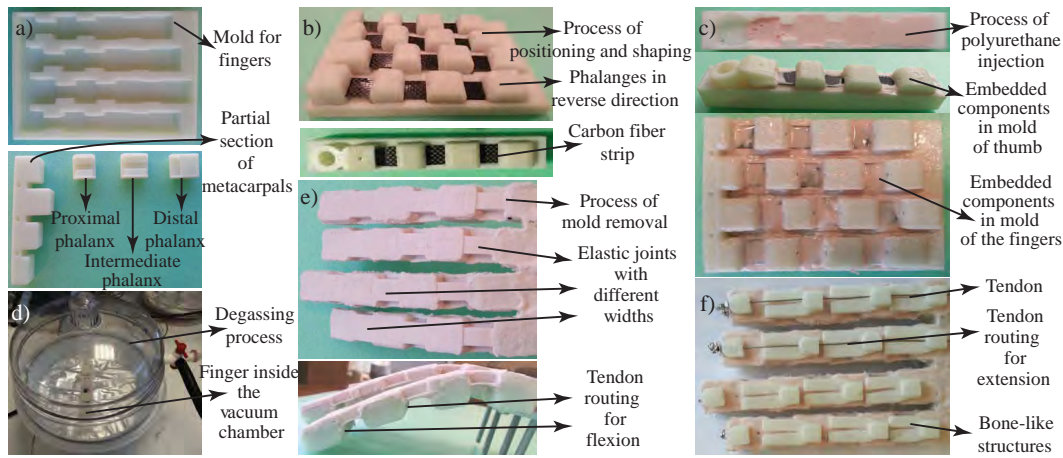 a)
Mold for
fingers
Partial
section
of
metacarpals
Proximal
phalanx
Distal
phalanx
Intermediate
phalanx
b)
Process of
positioning and shaping
Phalanges in
reverse direction
Carbon fiber
strip
c)
Process of
polyurethane
injection
Embedded
components
in mold
of thumb
Embedded
components
in mold
of the fingers
d)
Degassing
process
Finger inside
the
vacuum
chamber
e)
Process of
mold removal
Elastic joints
with
different
widths
Tendon
routing
for
flexion
f)
Tendon
Tendon
routing
for
extension
Bone-like
structures